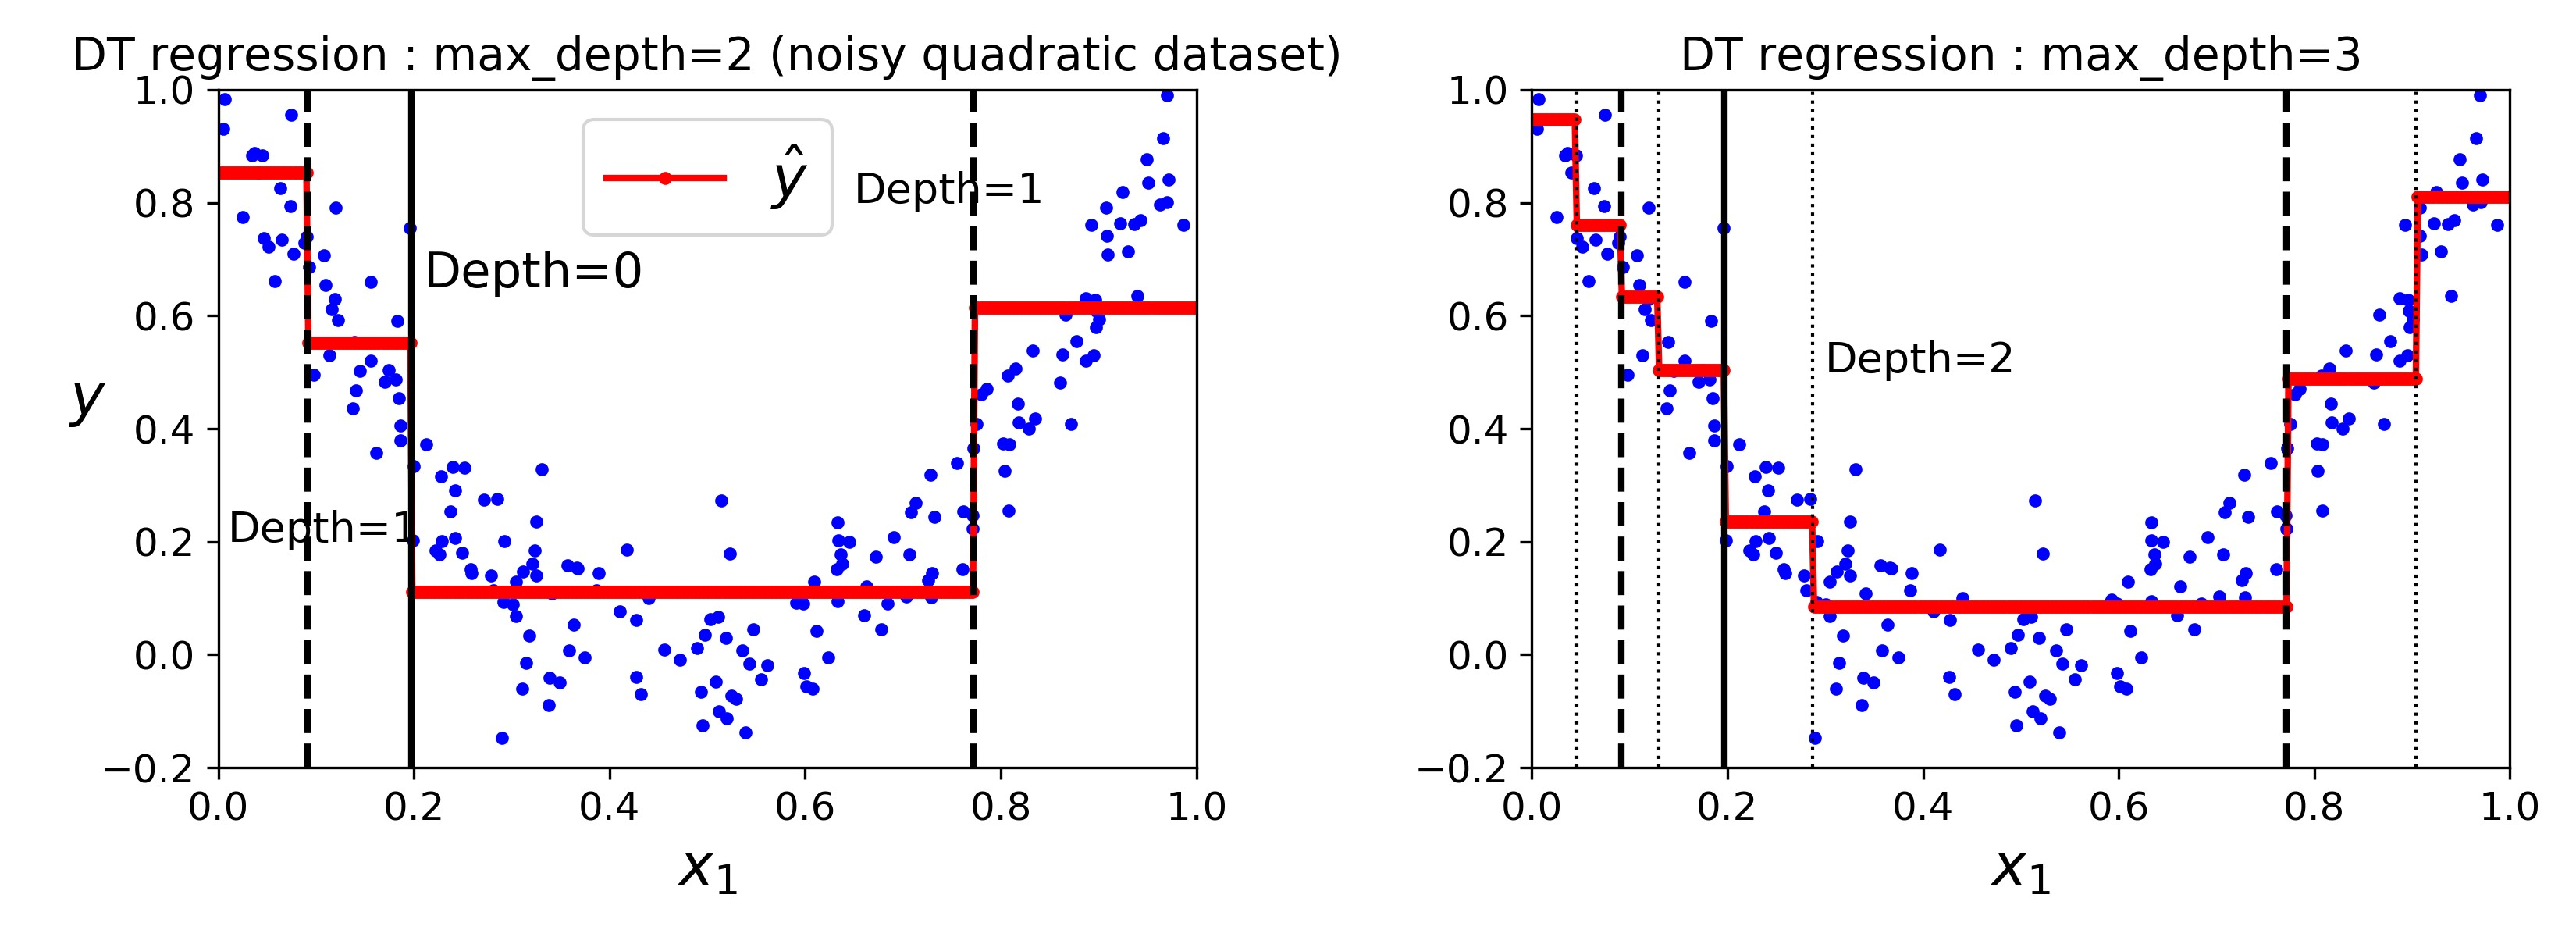 DT regression : max_depth=2 (noisy quadratic dataset)
1.0
0.8
0.6
0.4
0.2
0.0
−0.2
y
ŷ
Depth=1
Depth=0
Depth=1
0.0 0.2 0.4 0.6 0.8 1.0
x₁
DT regression : max_depth=3
1.0
0.8
0.6
0.4
0.2
0.0
−0.2
Depth=2
0.0 0.2 0.4 0.6 0.8 1.0
x₁